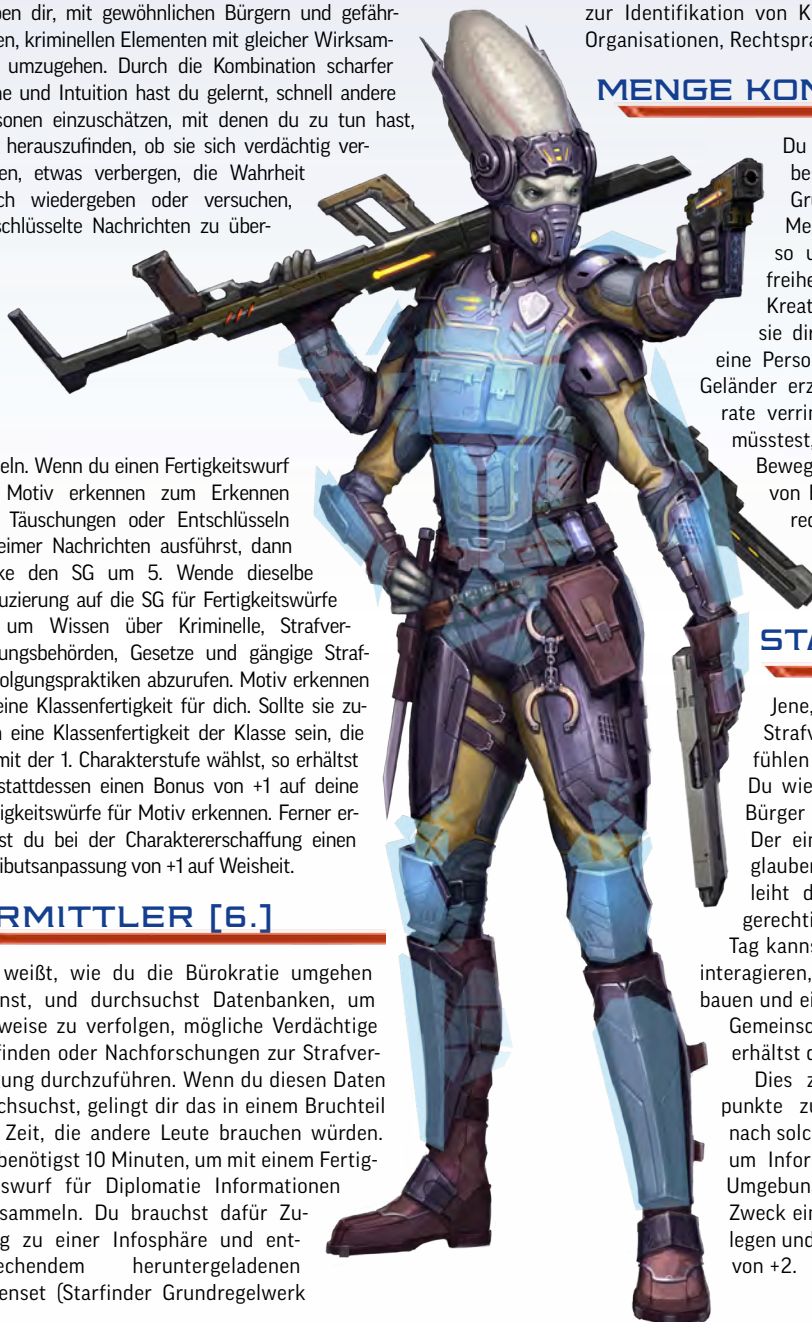 ben dir, mit gewöhnlichen Bürgern und gefähr-
en, kriminellen Elementen mit gleicher Wirksam-
umzugehen. Durch die Kombination scharfer
ne und Intuition hast du gelernt, schnell andere
sonen einzuschätzen, mit denen du zu tun hast,
herauszufinden, ob sie sich verdächtig ver-
en, etwas verbergen, die Wahrheit
ch wiedergeben oder versuchen,
schlüsselte Nachrichten zu über-
eln. Wenn du einen Fertigkeitswurf
Motiv erkennen zum Erkennen
Täuschungen oder Entschlüsseln
eimer Nachrichten ausführst, dann
ke den SG um 5. Wende dieselbe
uzierung auf die SG für Fertigkeitswürfe
um Wissen über Kriminelle, Strafver-
ungsbehörden, Gesetze und gängige Straf-
olgungspraktiken abzurufen. Motiv erkennen
eine Klassenfertigkeit für dich. Sollte sie zu-
n eine Klassenfertigkeit der Klasse sein, die
mit der 1. Charakterstufe wählst, so erhältst
stattdessen einen Bonus von +1 auf deine
igkeitswürfe für Motiv erkennen. Ferner er-
st du bei der Charaktererschaffung einen
ibutsanpassung von +1 auf Weisheit.
RMITTLER [6.]
weißt, wie du die Bürokratie umgehen
nst, und durchsuchst Datenbanken, um
weise zu verfolgen, mögliche Verdächtige
finden oder Nachforschungen zur Strafver-
tung durchzuführen. Wenn du diesen Daten
chsuchst, gelingt dir das in einem Bruchteil
Zeit, die andere Leute brauchen würden.
benötigst 10 Minuten, um mit einem Fertig-
swurf für Diplomatie Informationen
sammeln. Du brauchst dafür Zu-
g zu einer Infosphäre und ent-
echendem heruntergeladenen
enset (Starfinder Grundregelwerk
zur Identifikation von K
Organisationen, Rechtspra
MENGE KON
Du
be
Gru
Me
so u
freihe
Kreat
sie dir
eine Perso
Geländer erz
rate verrin
müsstest,
Beweg
von
rec
STA
Jene,
Strafv
fühlen
Du wie
Bürger
Der ein
glauben
leiht d
gerechti
Tag kanns
interagieren,
bauen und ei
Gemeinsc
erhältst d
Dies z
punkte zu
nach solc
um Infor
Umgebun
Zweck ein
legen und
von +2.